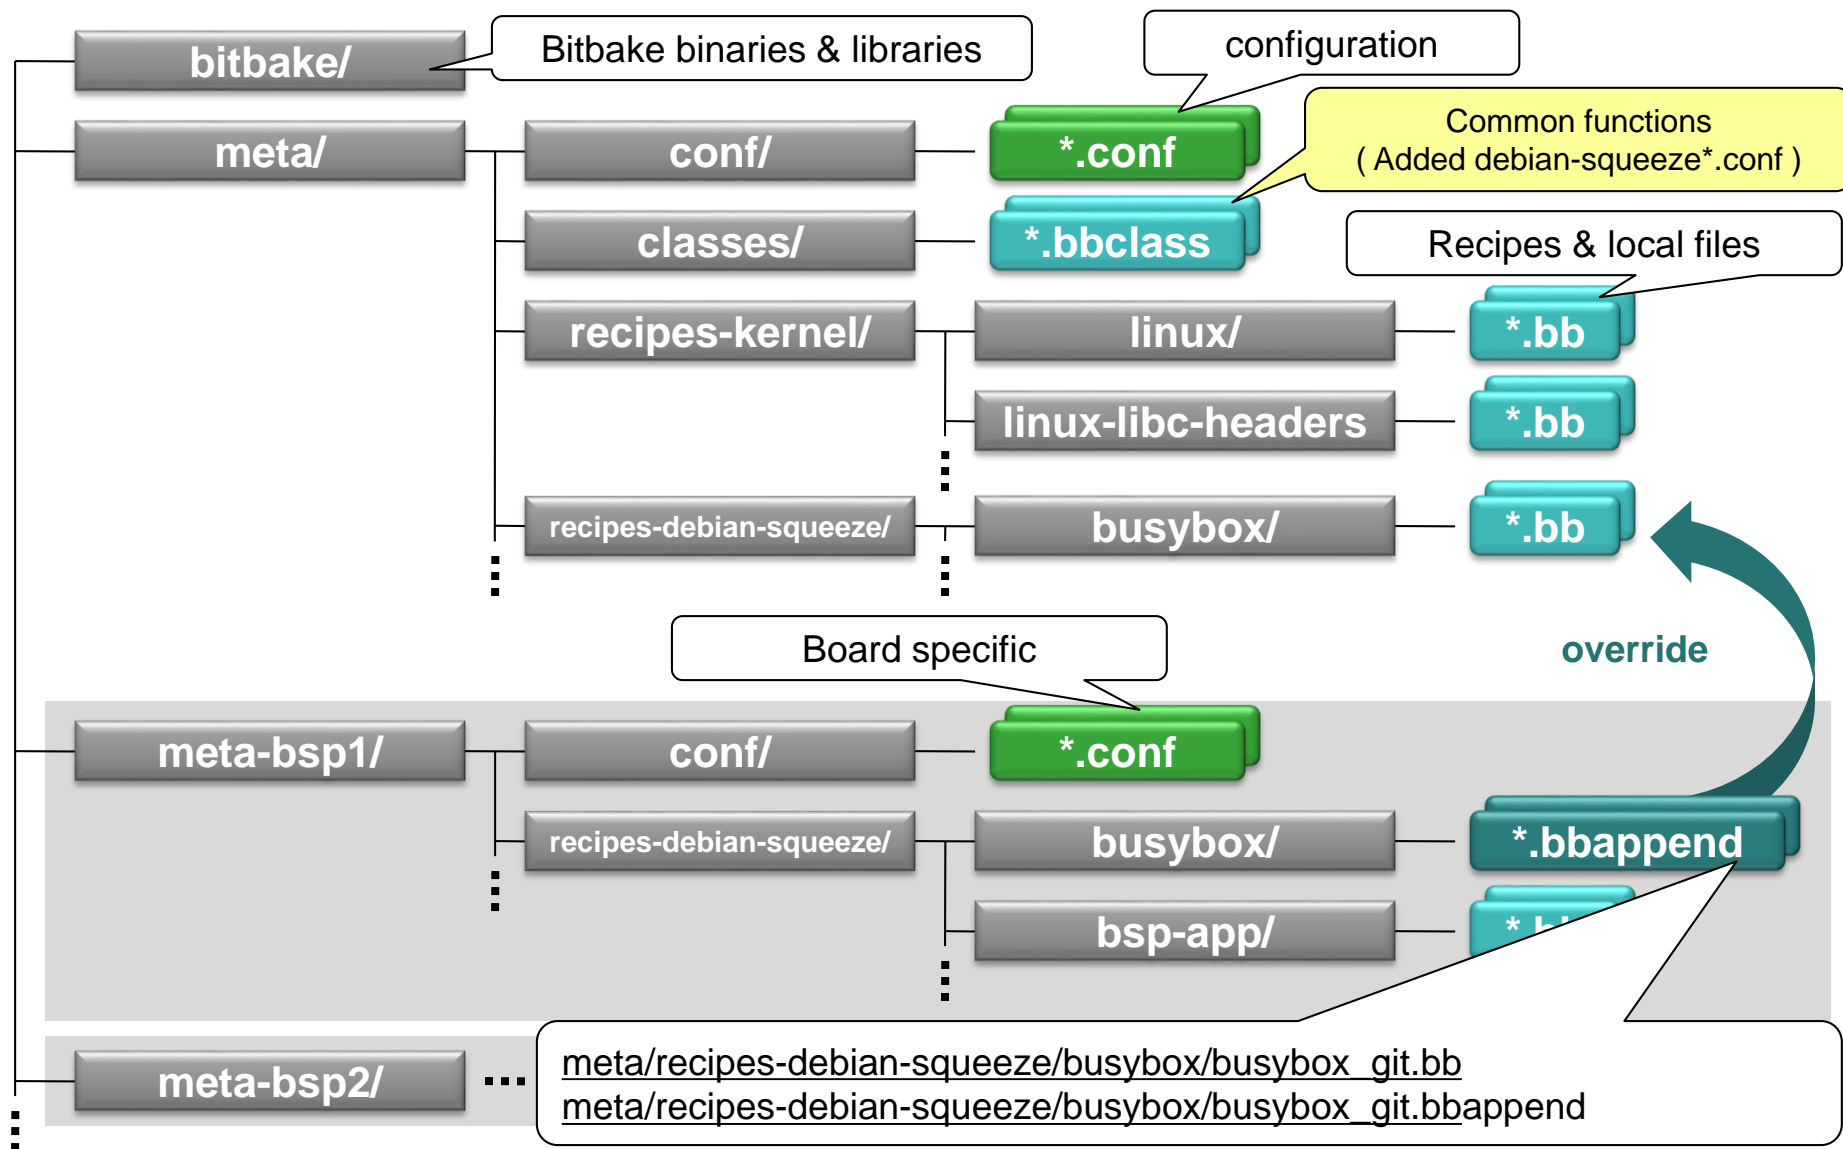 bitbake/
Bitbake binaries & libraries
configuration
meta/
conf/
*.conf
Common functions
( Added debian-squeeze*.conf )
classes/
*.bbclass
Recipes & local files
recipes-kernel/
linux/
*.bb
linux-libc-headers
*.bb
recipes-debian-squeeze/
busybox/
*.bb
Board specific
override
meta-bsp1/
conf/
*.conf
recipes-debian-squeeze/
busybox/
*.bbappend
bsp-app/
meta-bsp2/
meta/recipes-debian-squeeze/busybox/busybox_git.bb
meta/recipes-debian-squeeze/busybox/busybox_git.bbappend